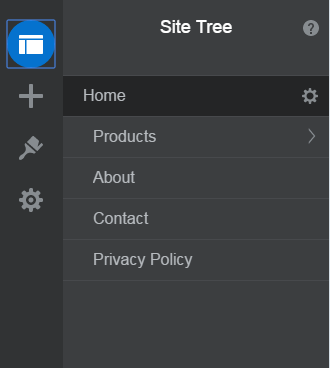 Site Tree
Home
Products
About
Contact
Privacy Policy